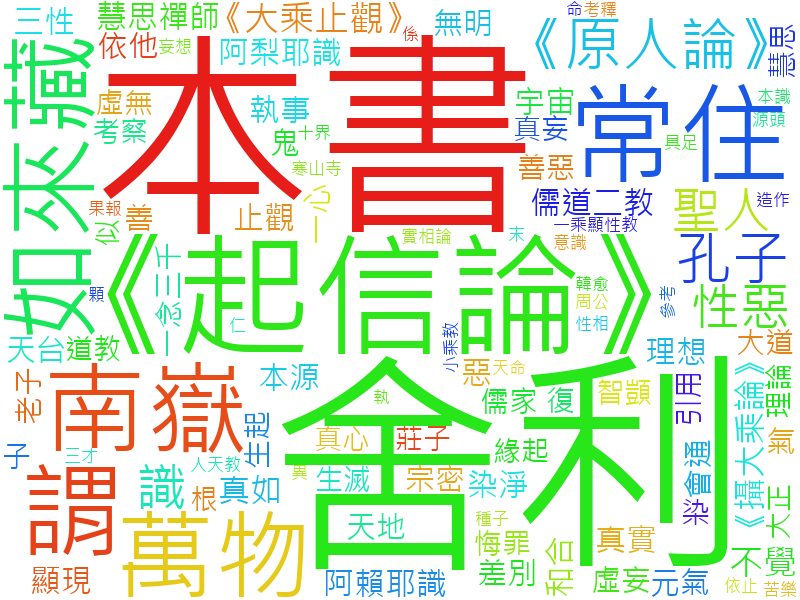 三性
慧思禪師
《大乘止觀》
係
無明
命
考釋
《原人論》
慧思
依他
妄想
阿梨耶識
如來藏
本書
常住
虛無
執事
宇宙
本識
考察
鬼
十界
真妄
源頭
具足
寒山寺
善惡
果報
善
似
止觀
一心
儒道二教
聖人
造作
一乘顯性教
實相論
末
意識
孔子
《起信論》
一念三千
顆
韓愈
周公
參考
性惡
仁
性相
天台
道教
小乘教
理想
大道
南嶽
本源
惡
天命
舍利
老子
執
儒家
復
智顗
引用
《攝大乘論》
理論
生起
真心
莊子
緣起
氣
子
三才
人天教
識
生滅
宗密
異
染淨
會通
謂
根
真如
種子
染
大正
萬物
天地
悔罪
真實
和合
不覺
顯現
阿賴耶識
差別
虛妄
元氣
依止
苦樂